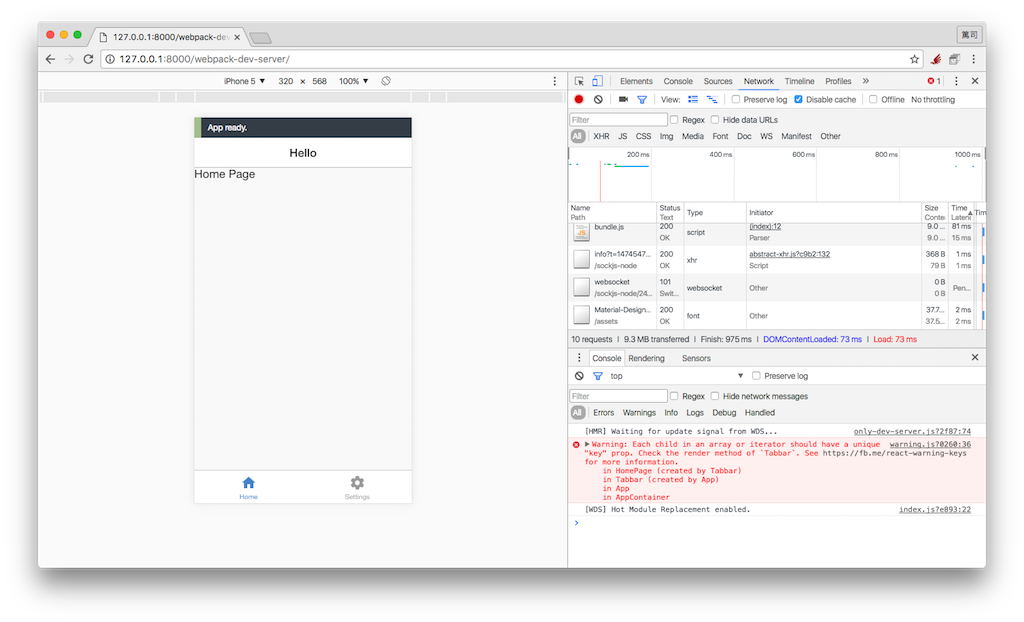 127.0.0.1:8000/webpack-dev
篤司
127.0.0.1:8000/webpack-dev-server/
iPhone 5 ▼ 320 × 568 100% ▼
Elements Console Sources Network Timeline Profiles » 1
View: Preserve log Disable cache Offline No throttling
Filter Regex Hide data URLs
All XHR JS CSS Img Media Font Doc WS Manifest Other
200 ms 400 ms 600 ms 800 ms 1000 ms
Name Status Type Initiator Size Time Tim
Path Text Conte Latenc
bundle.js 200 script (index):12 9.0 ... 81 ms
JS OK Parser 9.0 ... 15 ms
info?t=1474547... 200 xhr abstract-xhr.js?c9b2:132 368 B 1 ms
/sockjs-node OK Script 79 B 1 ms
websocket 101 websocket Other 0 B Pen...
/sockjs-node/24... Swit... 0 B
Material-Design... 200 font Other 37.7... 2 ms
/assets OK 37.5... 2 ms
10 requests | 9.3 MB transferred | Finish: 975 ms | DOMContentLoaded: 73 ms | Load: 73 ms
Console Rendering Sensors
top ▼ Preserve log
Filter Regex Hide network messages
All Errors Warnings Info Logs Debug Handled
[HMR] Waiting for update signal from WDS... only-dev-server.js?2f87:74
Warning: Each child in an array or iterator should have a unique warning.js?0260:36
"key" prop. Check the render method of `Tabbar`. See https://fb.me/react-warning-keys
for more information.
in HomePage (created by Tabbar)
in Tabbar (created by App)
in App
in AppContainer
[WDS] Hot Module Replacement enabled. index.js?e893:22
App ready.
Hello
Home Page
Home Settings